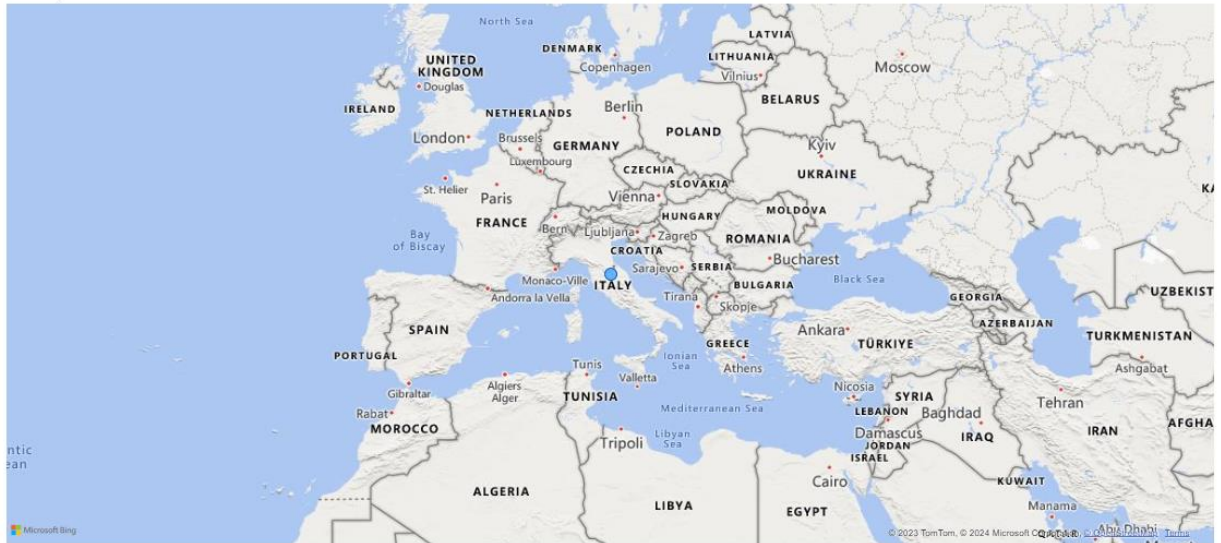 North Sea
LATVIA
DENMARK
Copenhagen
LITHUANIA
Vilnius
Moscow
UNITED
KINGDOM
Douglas
BELARUS
IRELAND
NETHERLANDS
Berlin
London
Brussels
GERMANY
POLAND
Kyiv
Luxembourg
UKRAINE
CZECHIA
St. Helier
Paris
SLOVAKIA
Vienna
FRANCE
Bern
HUNGARY
MOLDOVA
Bay
of Biscay
Ljubljana
Zagreb
ROMANIA
CROATIA
Bucharest
Sarajevo
SERBIA
Monaco-Ville
ITALY
BULGARIA
Black Sea
Andorra la Vella
Tirana
Skopje
GEORGIA
UZBEKIST
SPAIN
Ankara
AZERBAIJAN
TÜRKIYE
TURKMENISTAN
PORTUGAL
Ionian
Sea
GREECE
Athens
Ashgabat
Tunis
Valletta
Gibraltar
Algiers
Alger
TUNISIA
Nicosia
SYRIA
Tehran
Rabat
Mediterranean Sea
LEBANON
Baghdad
MOROCCO
Tripoli
Libyan
Sea
Damascus
IRAQ
IRAN
AFGHA
JORDAN
ISRAEL
ntic
ean
Cairo
KUWAIT
ALGERIA
LIBYA
EGYPT
Manama
Microsoft Bing
© 2023 TomTom, © 2024 Microsoft © OpenStreetMap Terms
QATAR
Abu Dhabi